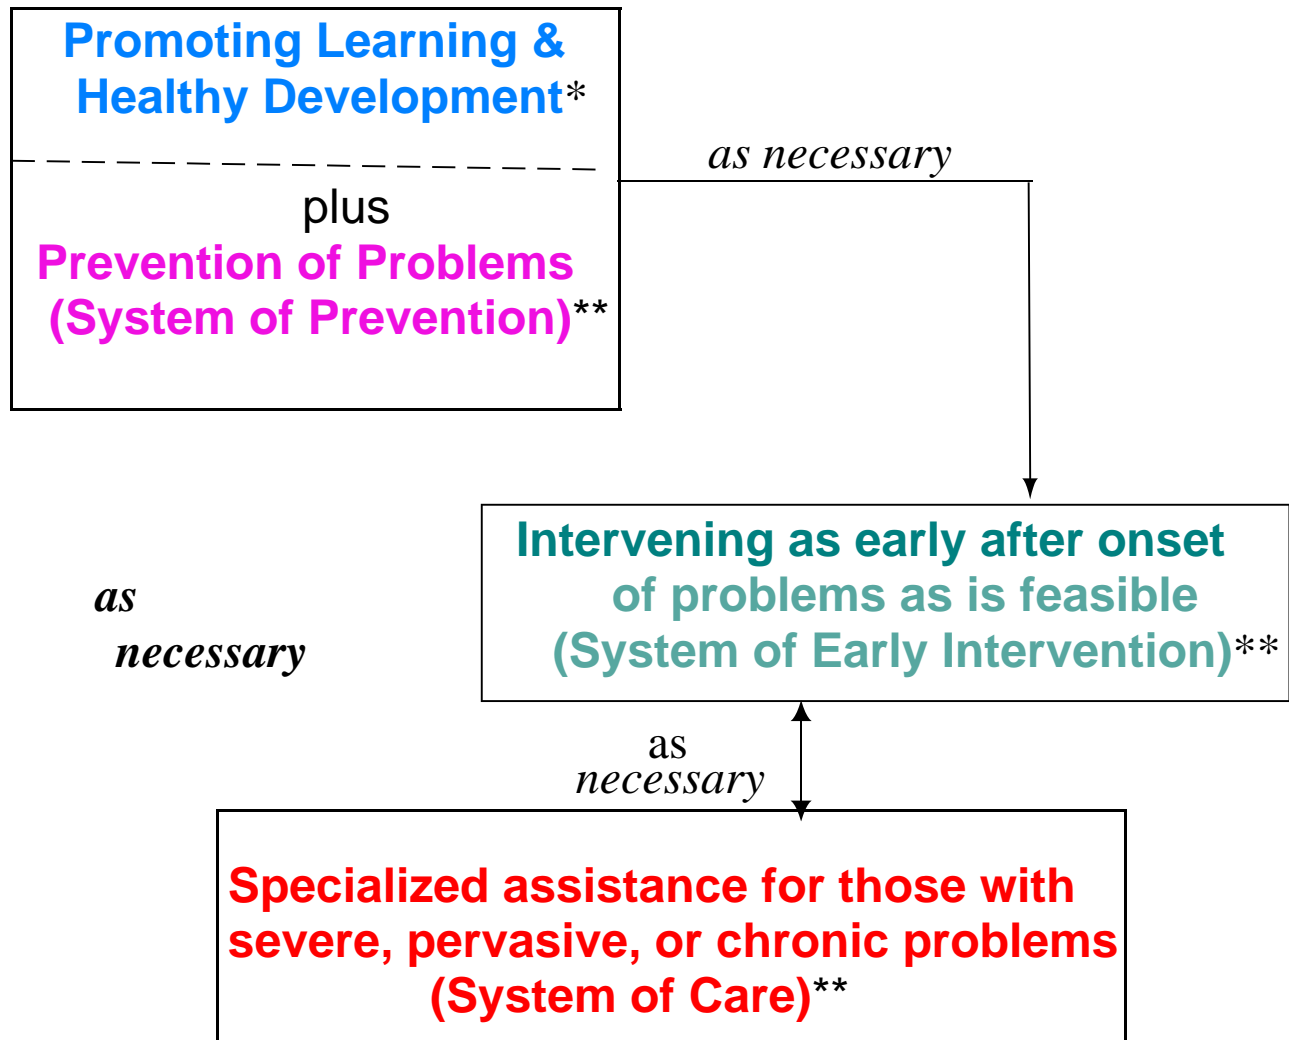 Promoting Learning &
Healthy Development*
as necessary
plus
Prevention of Problems
(System of Prevention)**
Intervening as early after onset
of problems as is feasible
(System of Early Intervention)**
as
necessary
as
necessary
Specialized assistance for those with
severe, pervasive, or chronic problems
(System of Care)**